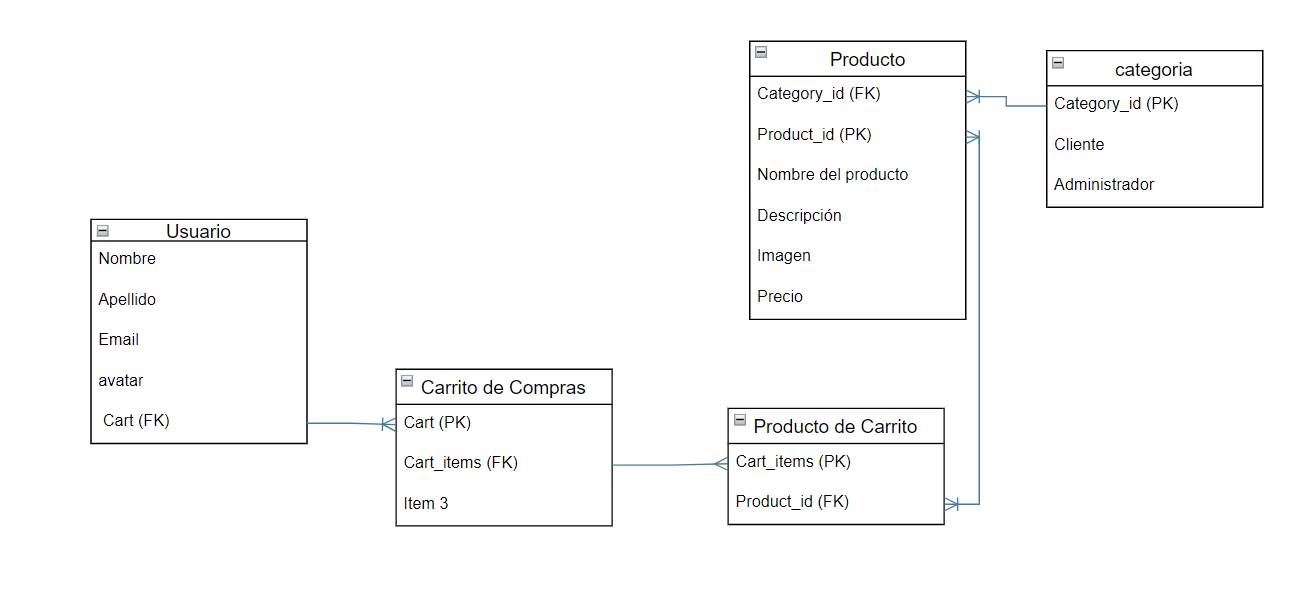 Producto
Category_id (FK)
Product_id (PK)
Nombre del producto
Descripción
Imagen
Precio
categoria
Category_id (PK)
Cliente
Administrador
Usuario
Nombre
Apellido
Email
avatar
Cart (FK)
Carrito de Compras
Cart (PK)
Cart_items (FK)
Item 3
Producto de Carrito
Cart_items (PK)
Product_id (FK)